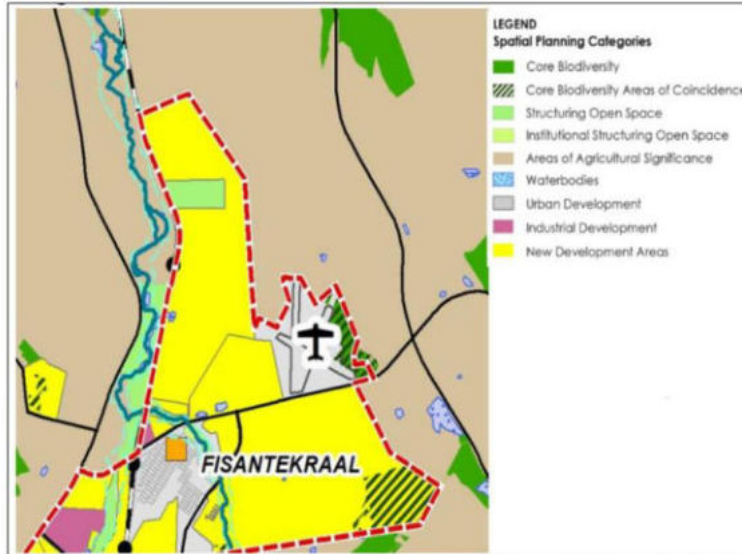 LEGEND
Spatial Planning Categories
Core Biodiversity
Core Biodiversity Areas of Coincidence
Structuring Open Space
Institutional Structuring Open Space
Areas of Agricultural Significance
Waterbodies
Urban Development
Industrial Development
New Development Areas
FISANTEKRAAL